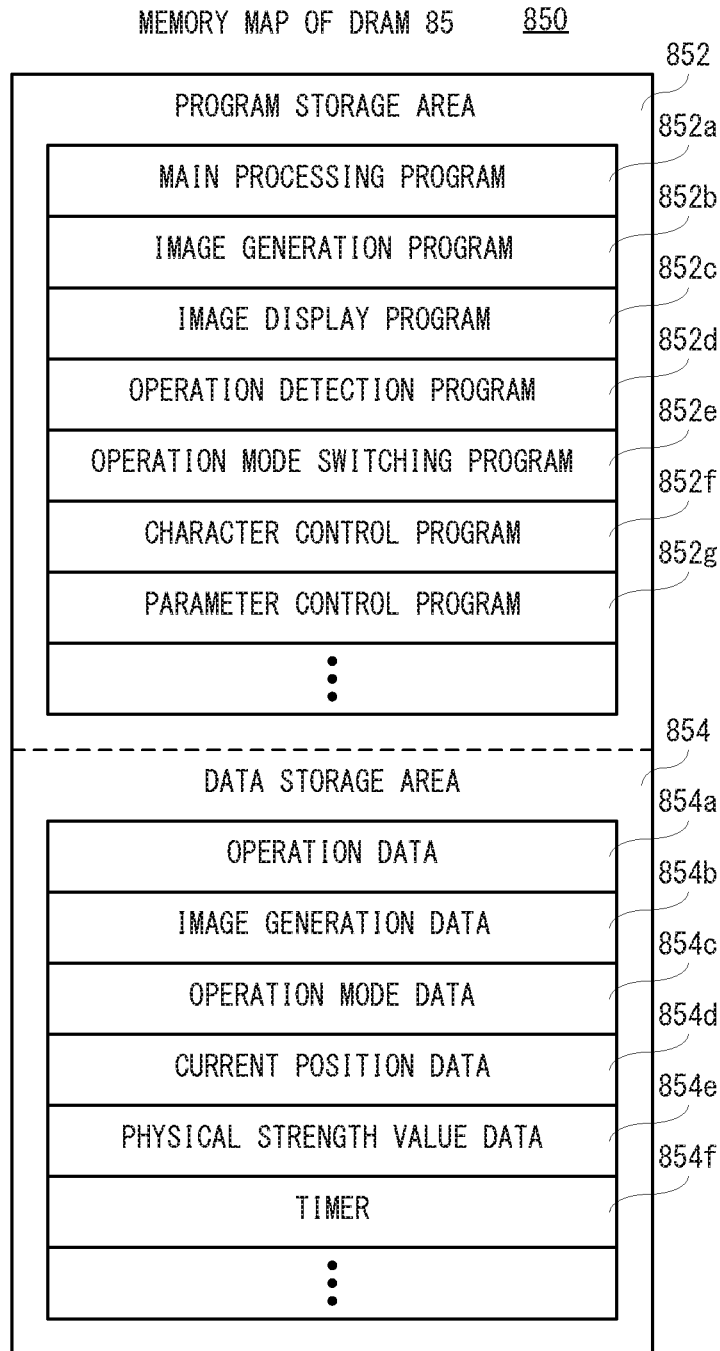 MEMORY MAP OF DRAM 85 850
852
PROGRAM STORAGE AREA
852a
MAIN PROCESSING PROGRAM
852b
IMAGE GENERATION PROGRAM
852c
IMAGE DISPLAY PROGRAM
852d
OPERATION DETECTION PROGRAM
852e
OPERATION MODE SWITCHING PROGRAM
852f
CHARACTER CONTROL PROGRAM
852g
PARAMETER CONTROL PROGRAM
854
DATA STORAGE AREA
854a
OPERATION DATA
854b
IMAGE GENERATION DATA
854c
OPERATION MODE DATA
854d
CURRENT POSITION DATA
854e
PHYSICAL STRENGTH VALUE DATA
854f
TIMER